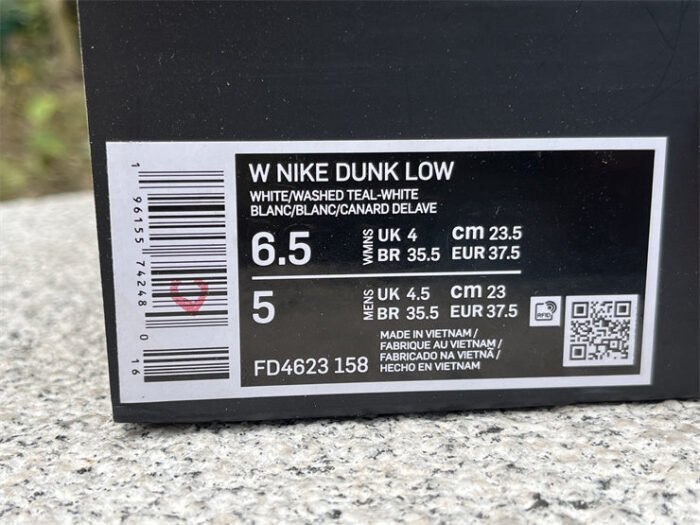 W NIKE DUNK LOW
WHITE/WASHED TEAL-WHITE
BLANC/BLANC/CANARD DELAVE
6.5 WMNS UK 4 cm 23.5
BR 35.5 EUR 37.5
5 MENS UK 4.5 cm 23
BR 35.5 EUR 37.5
RFID
MADE IN VIETNAM /
FABRIQUE AU VIETNAM /
FABRICADO NA VIETNÃ /
HECHO EN VIETNAM
FD4623 158
1 96155 74248 0 16